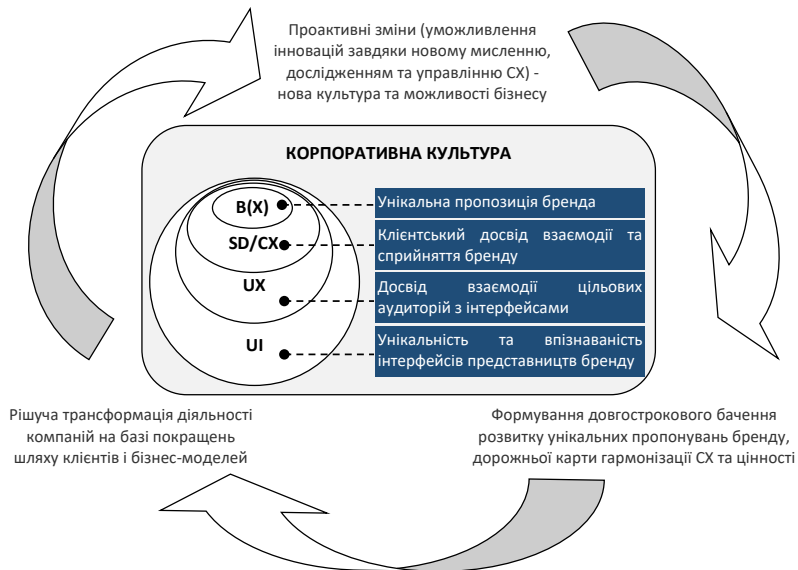 Проактивні зміни (уможливлення
інновацій завдяки новому мисленню,
дослідженням та управлінню СХ) -
нова культура та можливості бізнесу
КОРПОРАТИВНА КУЛЬТУРА
B(X)
Унікальна пропозиція бренда
SD/CX
Клієнтський досвід взаємодії та
сприйняття бренду
UX
Досвід взаємодії цільових
аудиторій з інтерфейсами
UI
Унікальність та впізнаваність
інтерфейсів представництв бренду
Рішуча трансформація діяльності
компаній на базі покращень
шляху клієнтів і бізнес-моделей
Формування довгострокового бачення
розвитку унікальних пропонувань бренду,
дорожньої карти гармонізації СХ та цінності